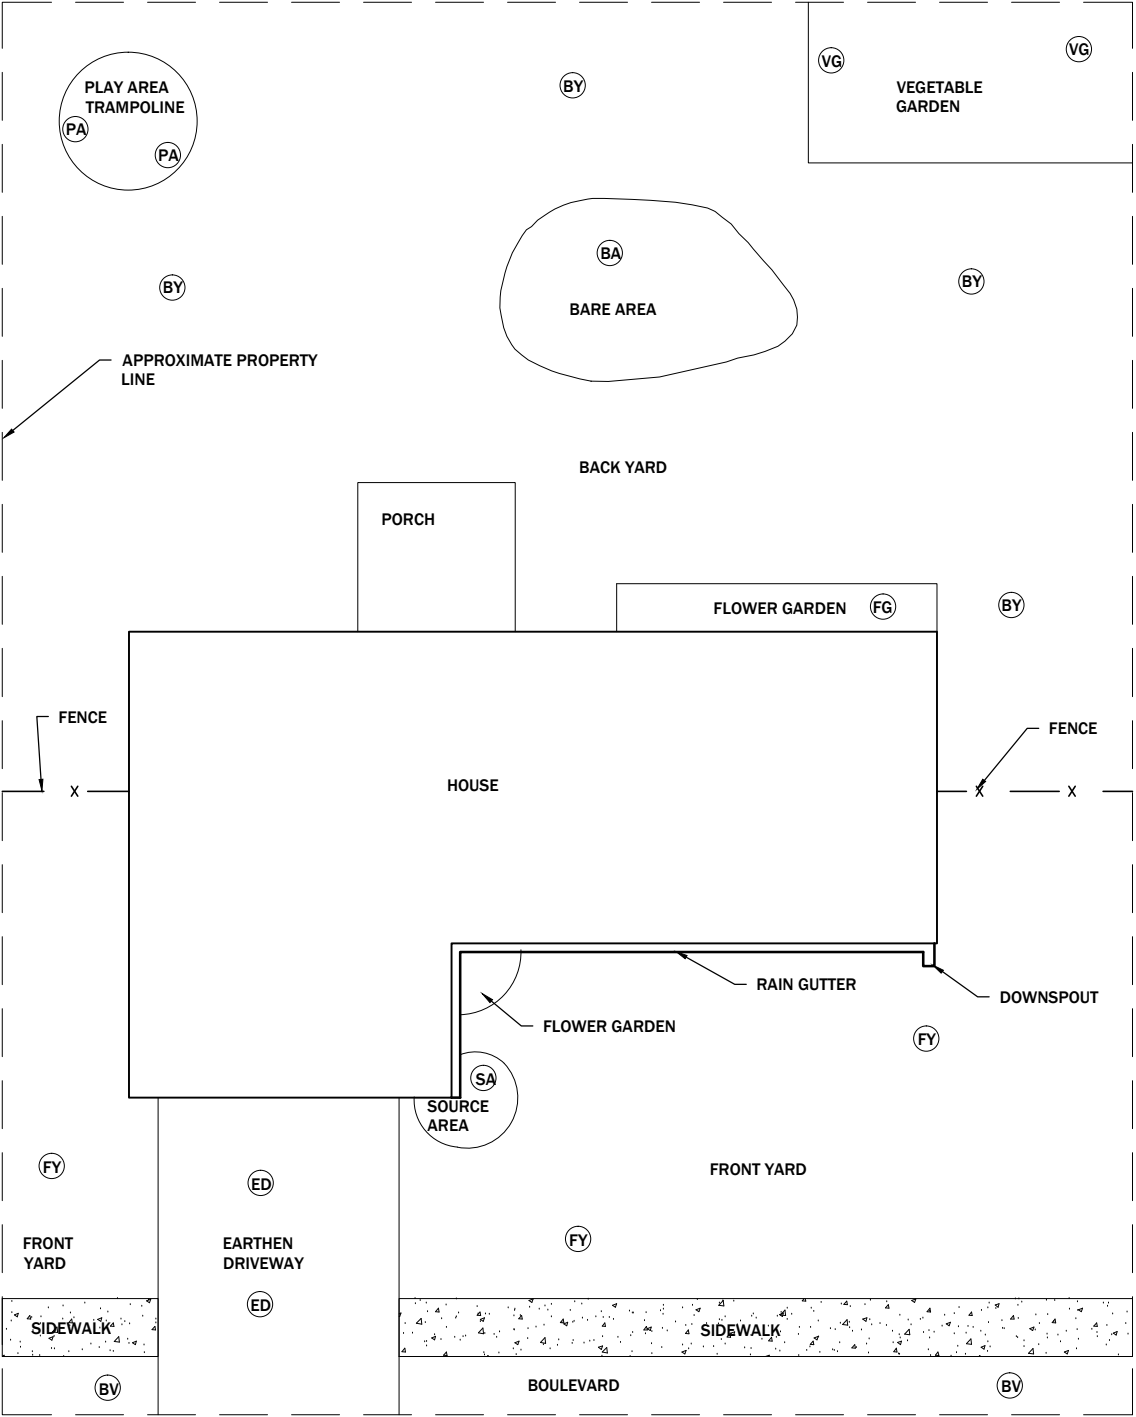 VG
VG
BY
PLAY AREA
TRAMPOLINE
VEGETABLE
GARDEN
PA
PA
BA
BY
BY
BARE AREA
APPROXIMATE PROPERTY
LINE
BACK YARD
PORCH
FLOWER GARDEN
FG
BY
FENCE
FENCE
HOUSE
X
X
X
RAIN GUTTER
DOWNSPOUT
FLOWER GARDEN
FY
SA
SOURCE
AREA
FY
FRONT YARD
ED
FRONT
YARD
EARTHEN
DRIVEWAY
FY
ED
SIDEWALK
SIDEWALK
BV
BOULEVARD
BV